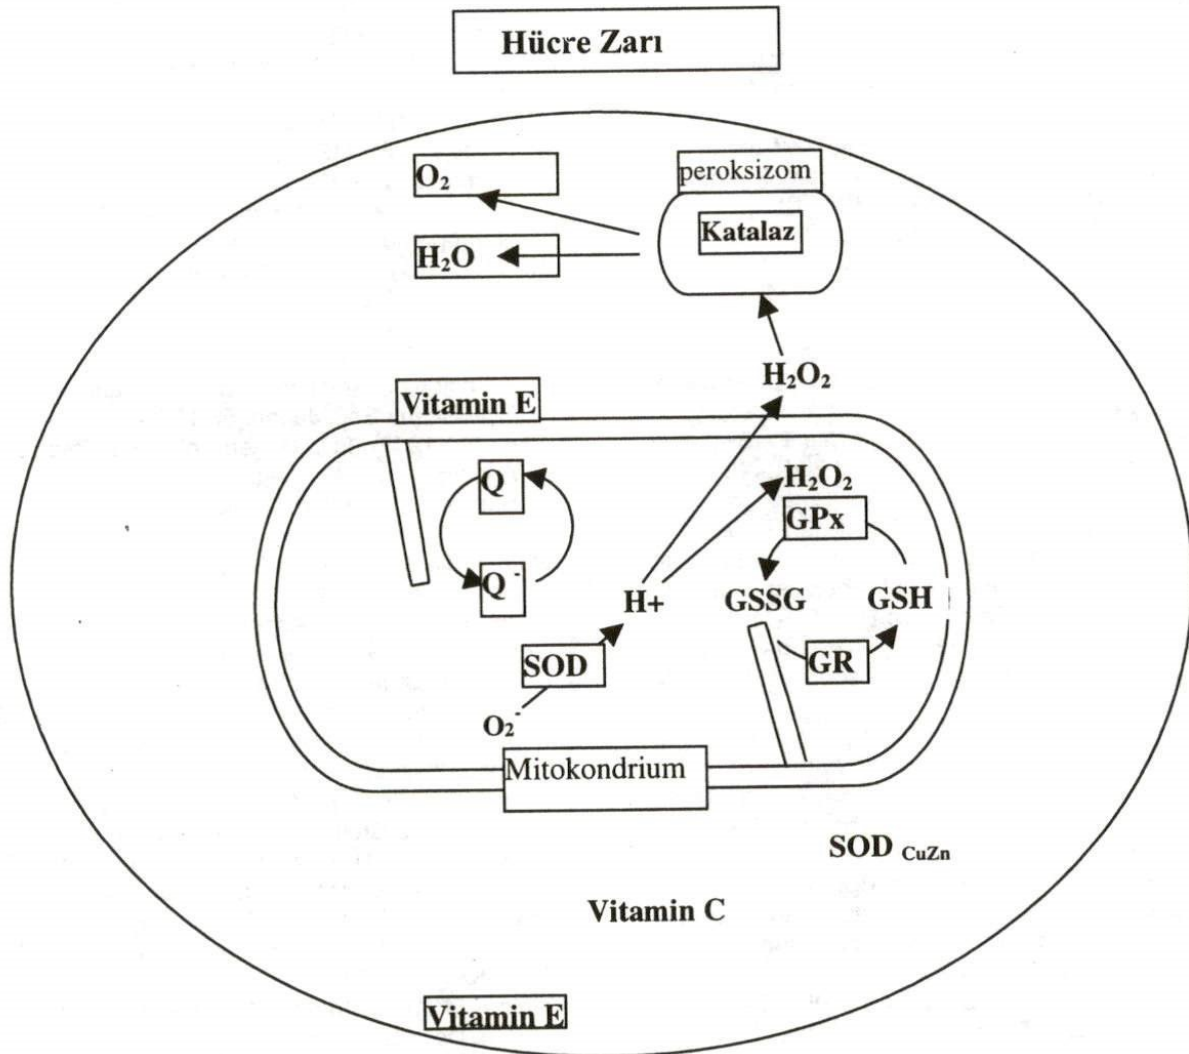 Hücre Zarı
O₂
peroksizom
Katalaz
H₂O
H₂O₂
Vitamin E
Q
H₂O₂
GPx
Q⁻
H+
GSSG
GSH
SOD
GR
O₂⁻
Mitokondrium
SOD CuZn
Vitamin C
Vitamin E